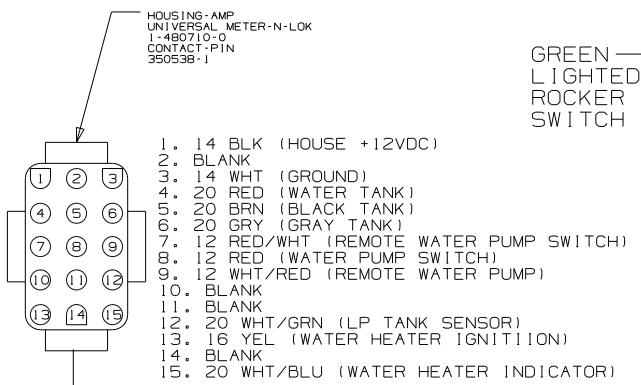 HOUSING-AMP
UNIVERSAL METER-N-LOK
1-480710-0
CONTACT-PIN
350538-1
GREEN
LIGHTED
ROCKER
SWITCH
1. 14 BLK (HOUSE +12VDC)
2. BLANK
3. 14 WHT (GROUND)
4. 20 RED (WATER TANK)
5. 20 BRN (BLACK TANK)
6. 20 GRY (GRAY TANK)
7. 12 RED/WHT (REMOTE WATER PUMP SWITCH)
8. 12 RED (WATER PUMP SWITCH)
9. 12 WHT/RED (REMOTE WATER PUMP)
10. BLANK
11. BLANK
12. 20 WHT/GRN (LP TANK SENSOR)
13. 16 YEL (WATER HEATER IGNITIION)
14. BLANK
15. 20 WHT/BLU (WATER HEATER INDICATOR)
1 2 3
4 5 6
7 8 9
10 11 12
13 14 15